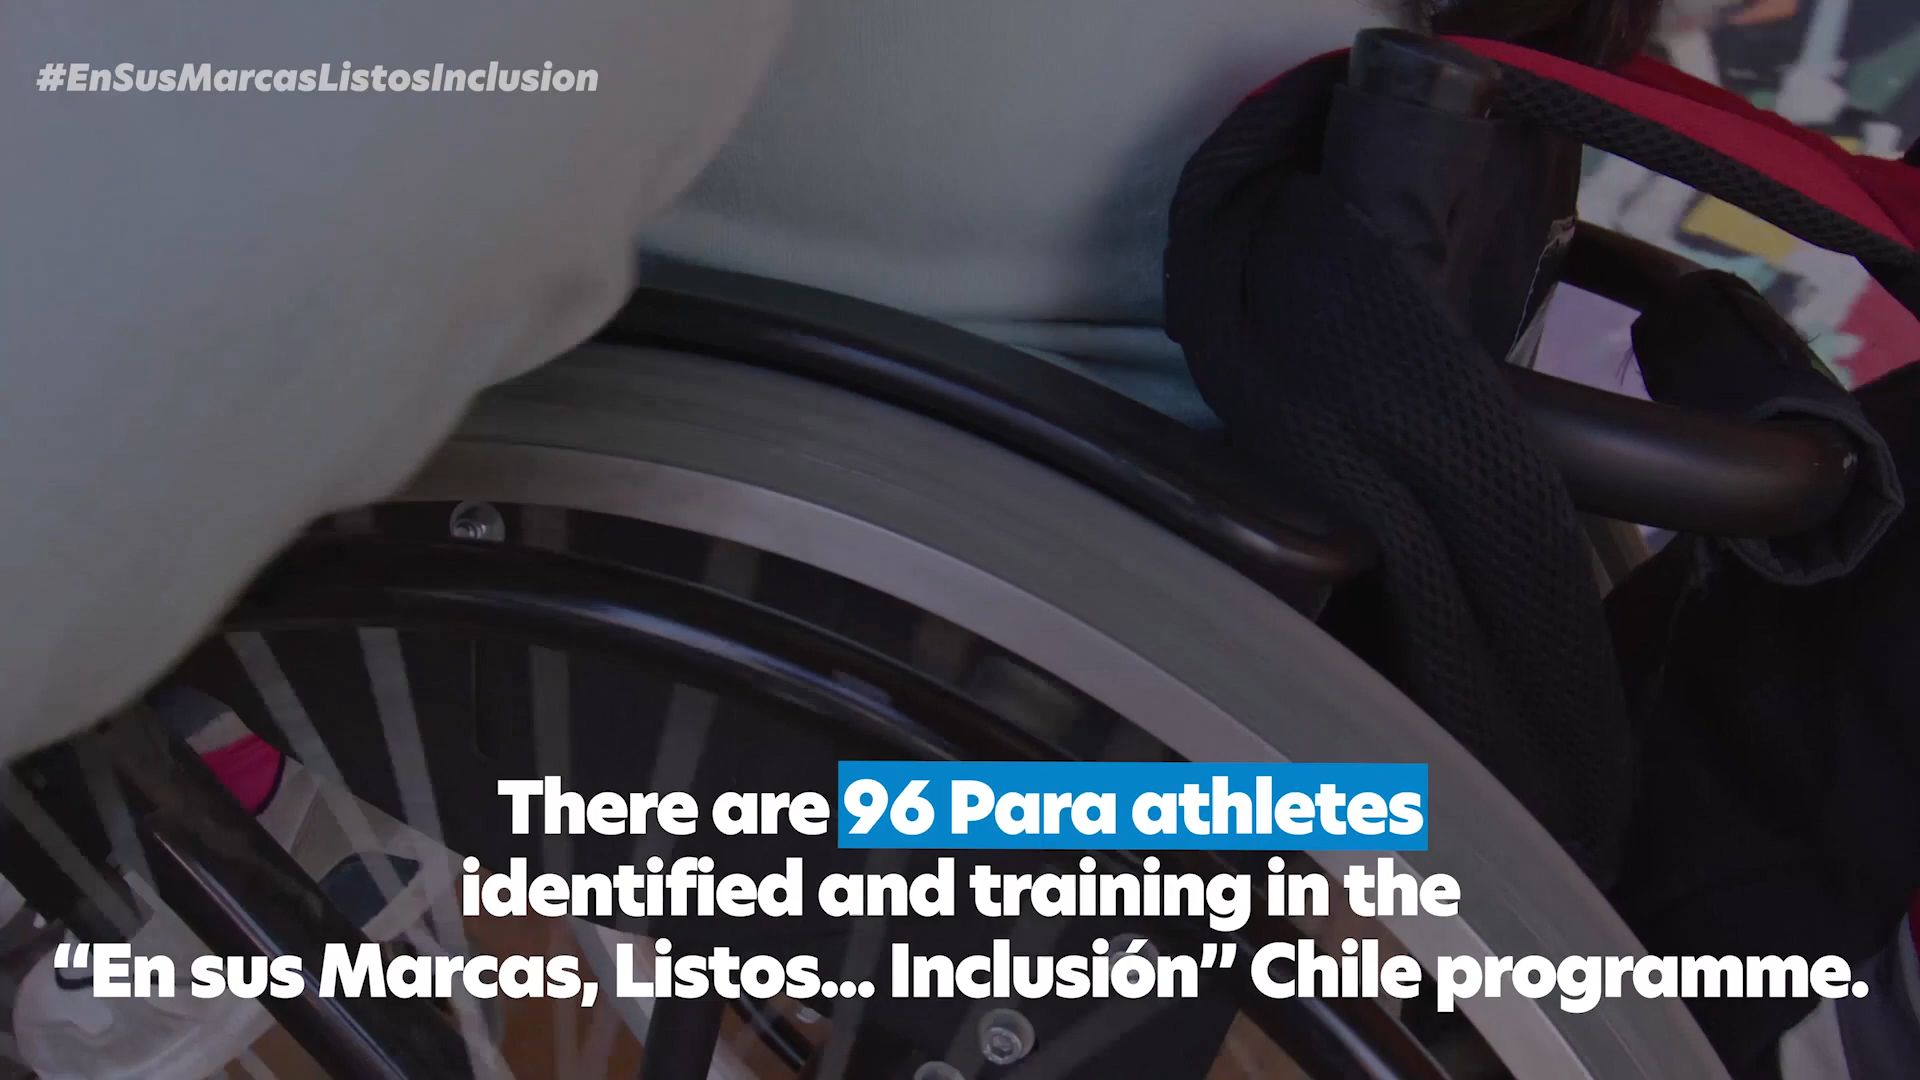 #EnSusMarcasListosInclusion
There are 96 Para athletes
identified and training in the
“En sus Marcas, Listos... Inclusión” Chile programme.